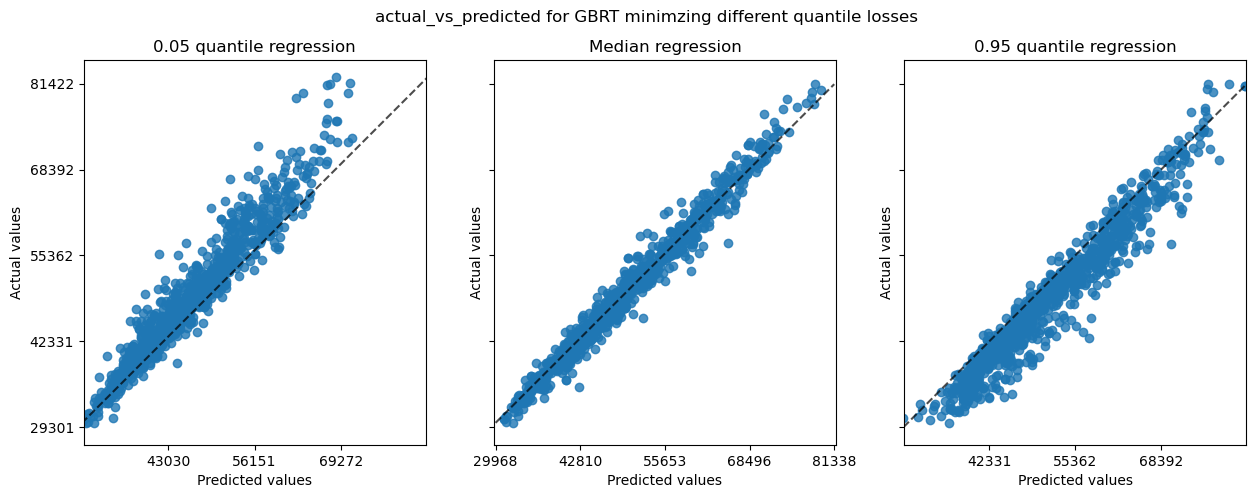 actual_vs_predicted for GBRT minimzing different quantile losses
0.05 quantile regression
Median regression
0.95 quantile regression
81422
68392
55362
42331
29301
Actual values
Actual values
Actual values
43030 56151 69272
29968 42810 55653 68496 81338
42331 55362 68392
Predicted values
Predicted values
Predicted values